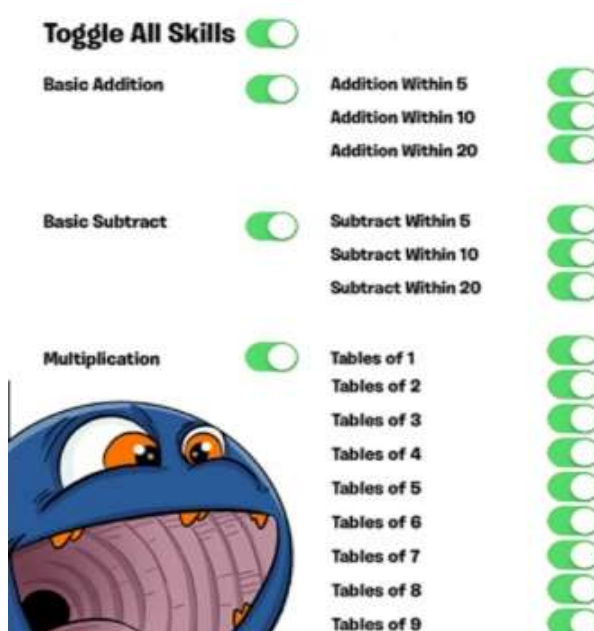 Toggle All Skills
Basic Addition
Addition Within 5
Addition Within 10
Addition Within 20
Basic Subtract
Subtract Within 5
Subtract Within 10
Subtract Within 20
Multiplication
Tables of 1
Tables of 2
Tables of 3
Tables of 4
Tables of 5
Tables of 6
Tables of 7
Tables of 8
Tables of 9